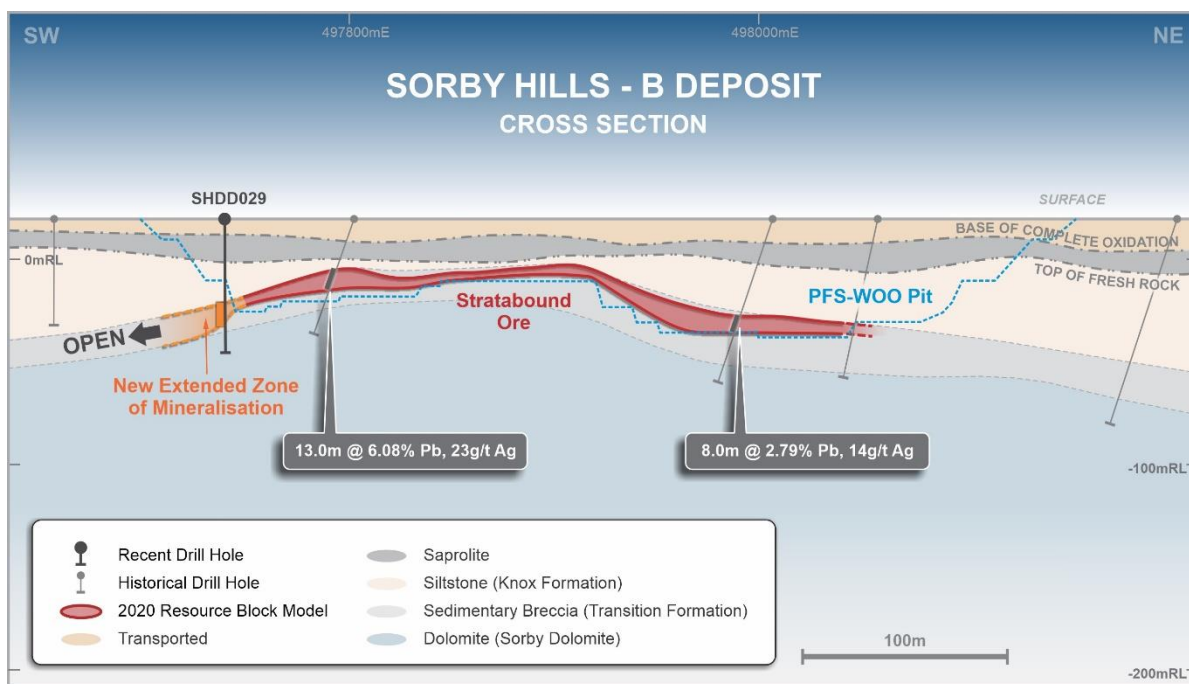 SW
497800mE
498000mE
NE
SORBY HILLS - B DEPOSIT
CROSS SECTION
SHDD029
SURFACE
BASE OF COMPLETE OXIDATION
0mRL
TOP OF FRESH ROCK
PFS-WOO Pit
Stratabound
Ore
OPEN
New Extended Zone
of Mineralisation
13.0m @ 6.08% Pb, 23g/t Ag
8.0m @ 2.79% Pb, 14g/t Ag
-100mRLT
Recent Drill Hole
Historical Drill Hole
2020 Resource Block Model
Transported
Saprolite
Siltstone (Knox Formation)
Sedimentary Breccia (Transition Formation)
Dolomite (Sorby Dolomite)
100m
-200mRLT